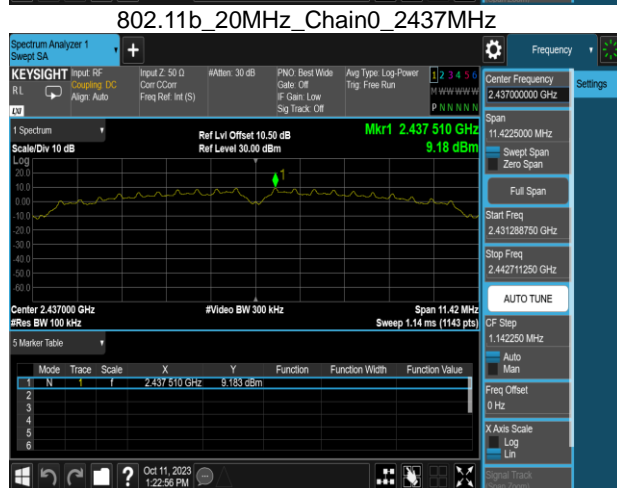 802.11b_20MHz_Chain0_2437MHz
Spectrum Analyzer 1
Swept SA
Frequency
KEYSIGHT
RL
Input: RF
Coupling: DC
Align: Auto
Input Z: 50 Ω
Corr CCorr
Freq Ref: Int (S)
#Atten: 30 dB
PNO: Best Wide
Gate: Off
IF Gain: Low
Sig Track: Off
Avg Type: Log-Power
Trig: Free Run
1 2 3 4 5 6
M W W W W W
P N N N N N
LXI
1 Spectrum
Scale/Div 10 dB
Ref Lvl Offset 10.50 dB
Ref Level 30.00 dBm
Mkr1 2.437 510 GHz
9.18 dBm
Log
20.0
10.0
0.00
-10.0
-20.0
-30.0
-40.0
-50.0
-60.0
1
Center 2.437000 GHz
#Res BW 100 kHz
#Video BW 300 kHz
Span 11.42 MHz
Sweep 1.14 ms (1143 pts)
5 Marker Table
Mode Trace Scale X Y Function Function Width Function Value
1 N 1 f 2.437 510 GHz 9.183 dBm
2
3
4
5
6
Oct 11, 2023
1:22:56 PM
Center Frequency
2.437000000 GHz
Settings
Span
11.4225000 MHz
Swept Span
Zero Span
Full Span
Start Freq
2.431288750 GHz
Stop Freq
2.442711250 GHz
AUTO TUNE
CF Step
1.142250 MHz
Auto
Man
Freq Offset
0 Hz
X Axis Scale
Log
Lin
Signal Track
(Span Zoom)